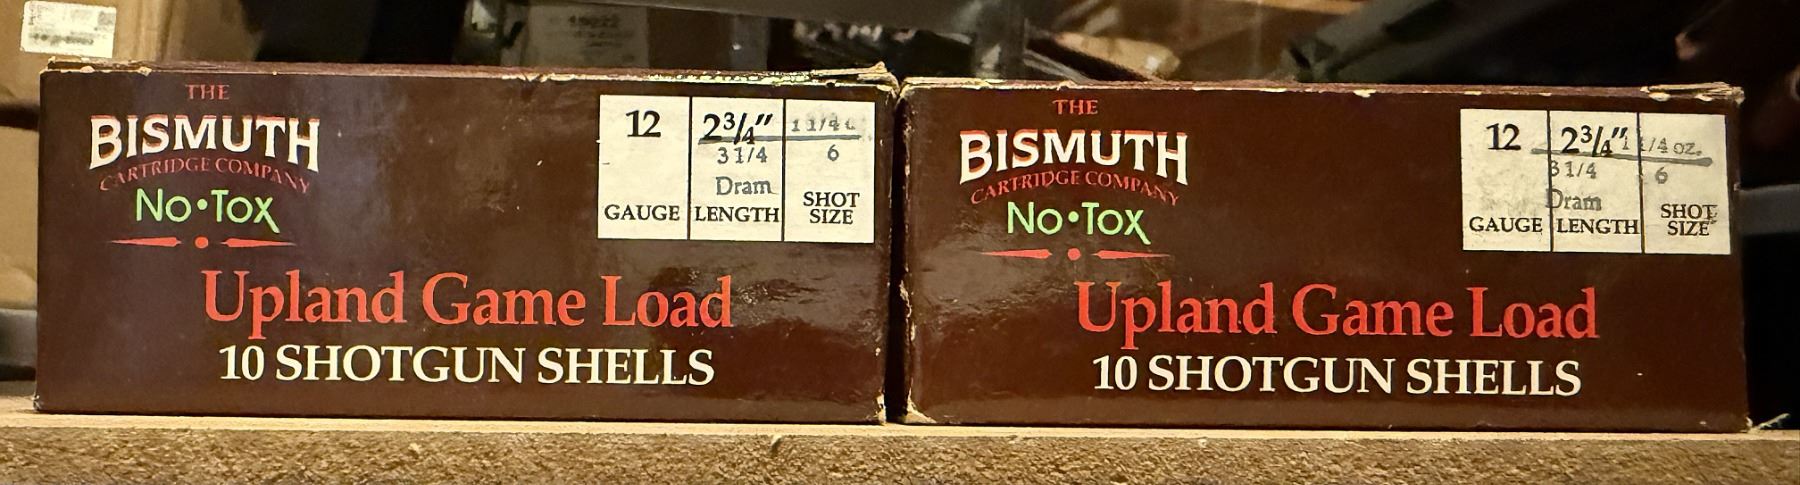 THE
BISMUTH
CARTRIDGE COMPANY
No•Tox
12
GAUGE
2¾"
3 1/4
Dram
LENGTH
1 1/4
6
SHOT
SIZE
Upland Game Load
10 SHOTGUN SHELLS
THE
BISMUTH
CARTRIDGE COMPANY
No•Tox
12
GAUGE
2¾"
3 1/4
Dram
LENGTH
1 1/4 oz.
6
SHOT
SIZE
Upland Game Load
10 SHOTGUN SHELLS